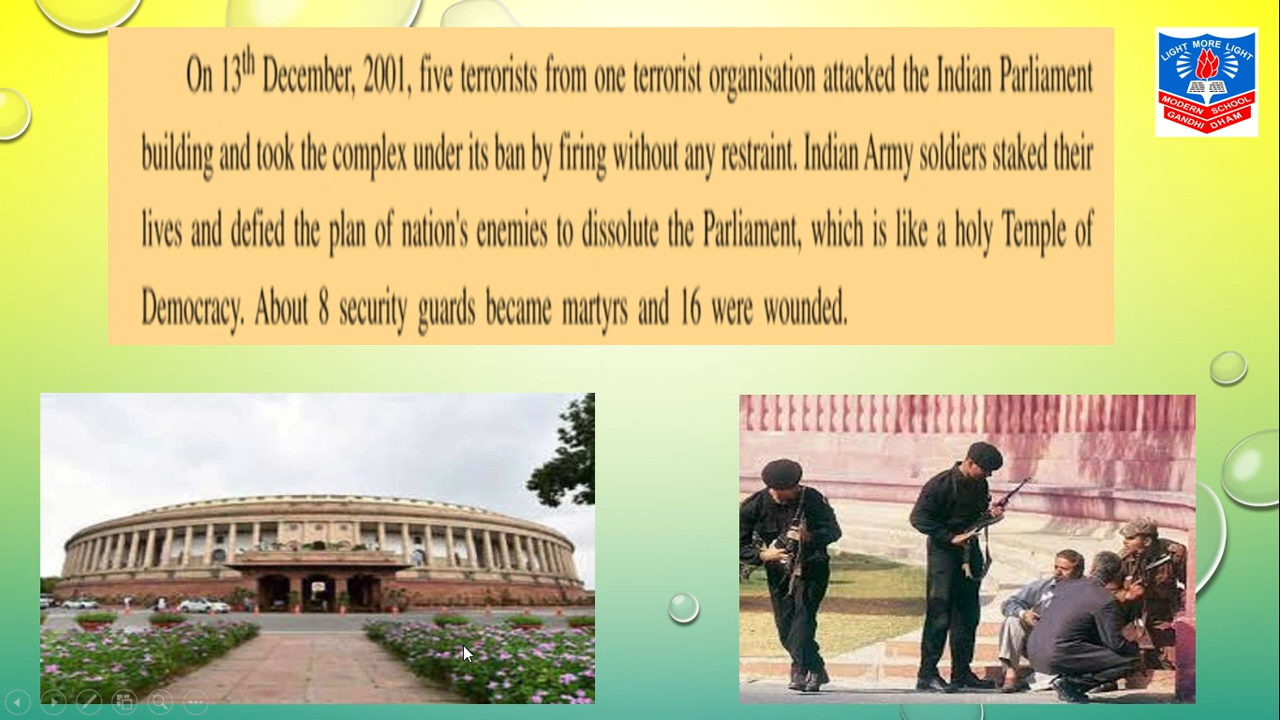 On 13th December, 2001, five terrorists from one terrorist organisation attacked the Indian Parliament
building and took the complex under its ban by firing without any restraint. Indian Army soldiers staked their
lives and defied the plan of nation's enemies to dissolute the Parliament, which is like a holy Temple of
Democracy. About 8 security guards became martyrs and 16 were wounded.
LIGHT MORE LIGHT
MODERN SCHOOL
GANDHI DHAM